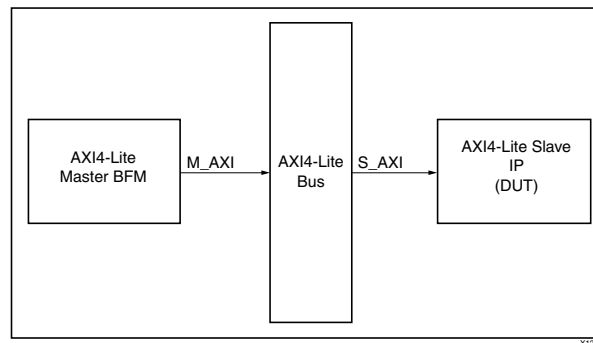 AXI4-Lite
Master BFM
M_AXI
AXI4-Lite
Bus
S_AXI
AXI4-Lite Slave
IP
(DUT)